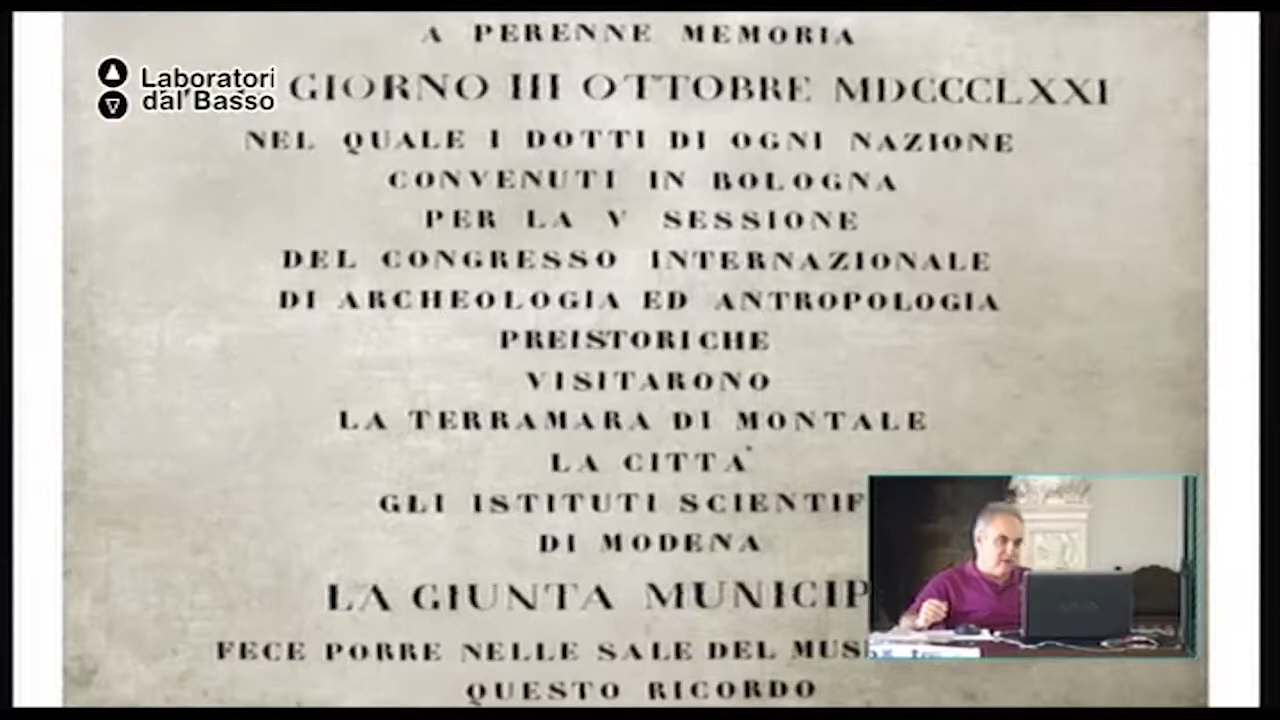 A PERENNE MEMORIA
Laboratori
dal Basso
GIORNO III OTTOBRE MDCCCLXXI
NEL QUALE I DOTTI DI OGNI NAZIONE
CONVENUTI IN BOLOGNA
PER LA V SESSIONE
DEL CONGRESSO INTERNAZIONALE
DI ARCHEOLOGIA ED ANTROPOLOGIA
PREISTORICHE
VISITARONO
LA TERRAMARA DI MONTALE
LA CITTA'
GLI ISTITUTI SCIENTIF
DI MODENA
LA GIUNTA MUNICIP
FECE PORRE NELLE SALE DEL MUS
QUESTO RICORDO